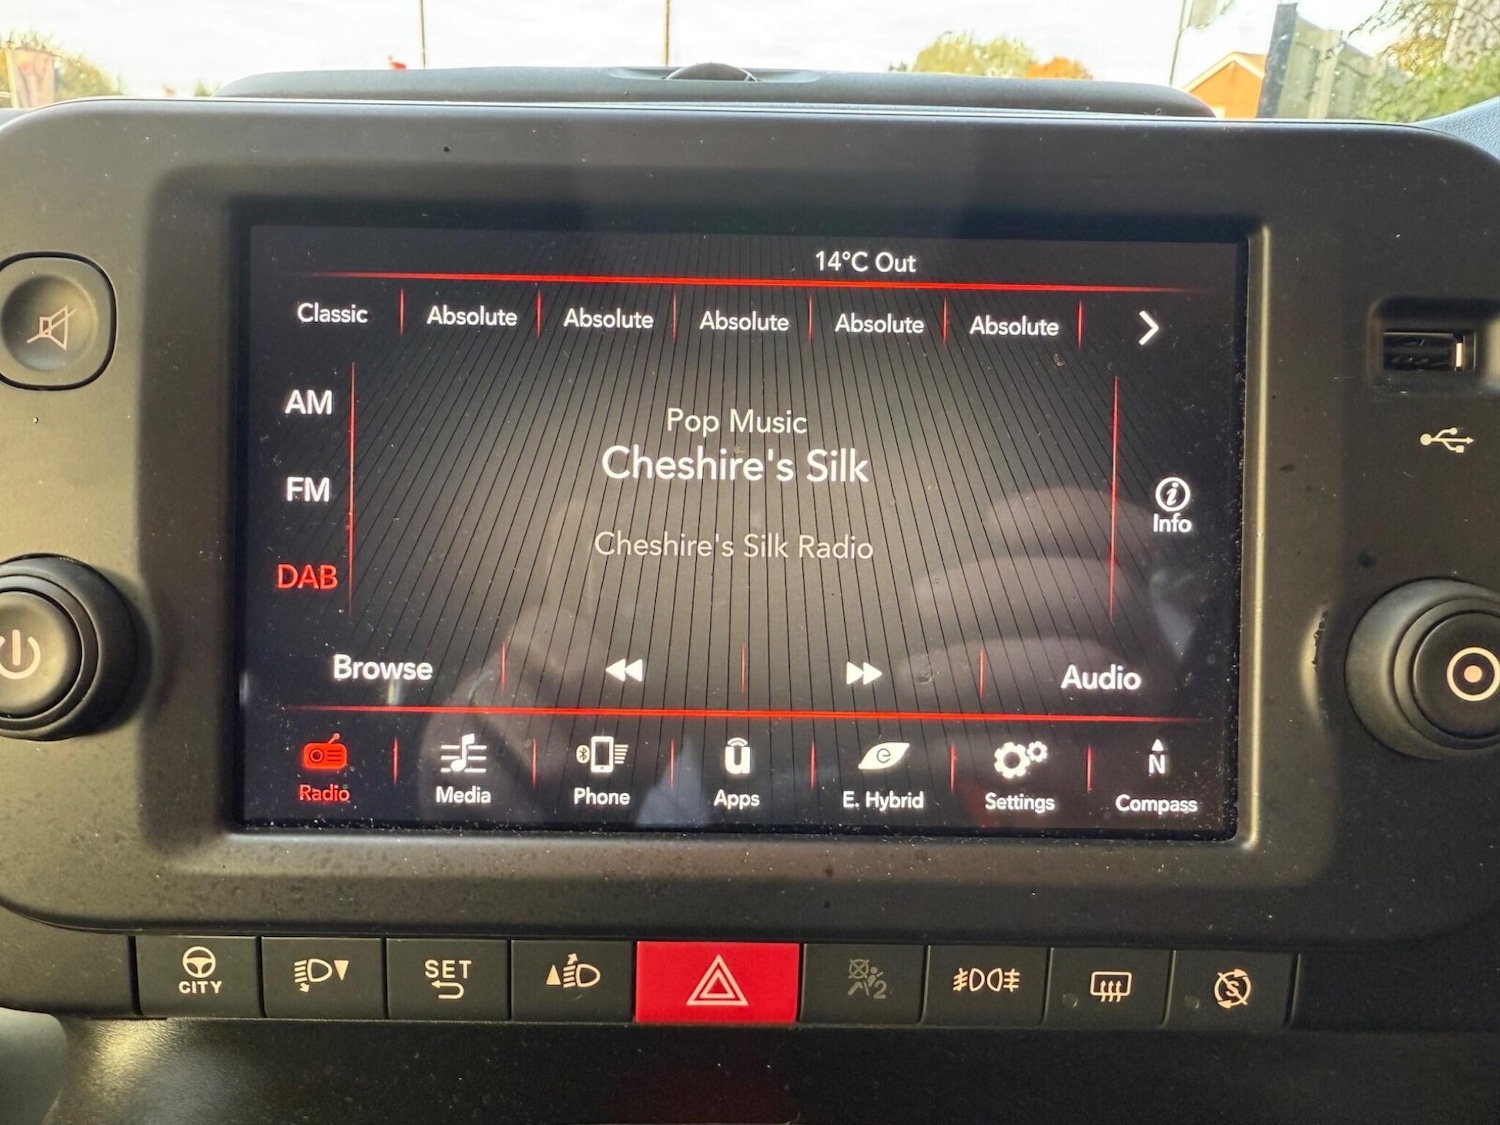 14°C Out
Classic Absolute Absolute Absolute Absolute Absolute
AM
FM
DAB
Pop Music
Cheshire's Silk
Cheshire's Silk Radio
Info
Browse Audio
Radio Media Phone Apps E. Hybrid Settings Compass
N
CITY
SET
2